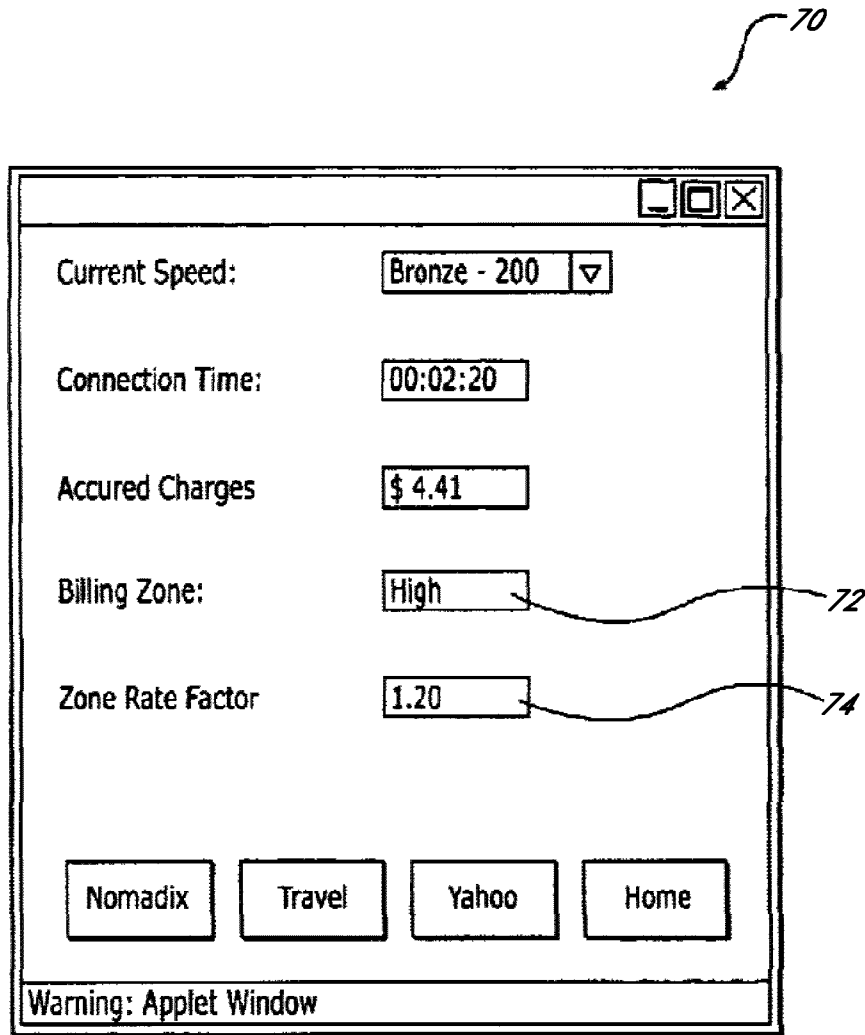 70
Current Speed: Bronze - 200
Connection Time: 00:02:20
Accured Charges $ 4.41
Billing Zone: High
72
Zone Rate Factor 1.20
74
Nomadix Travel Yahoo Home
Warning: Applet Window